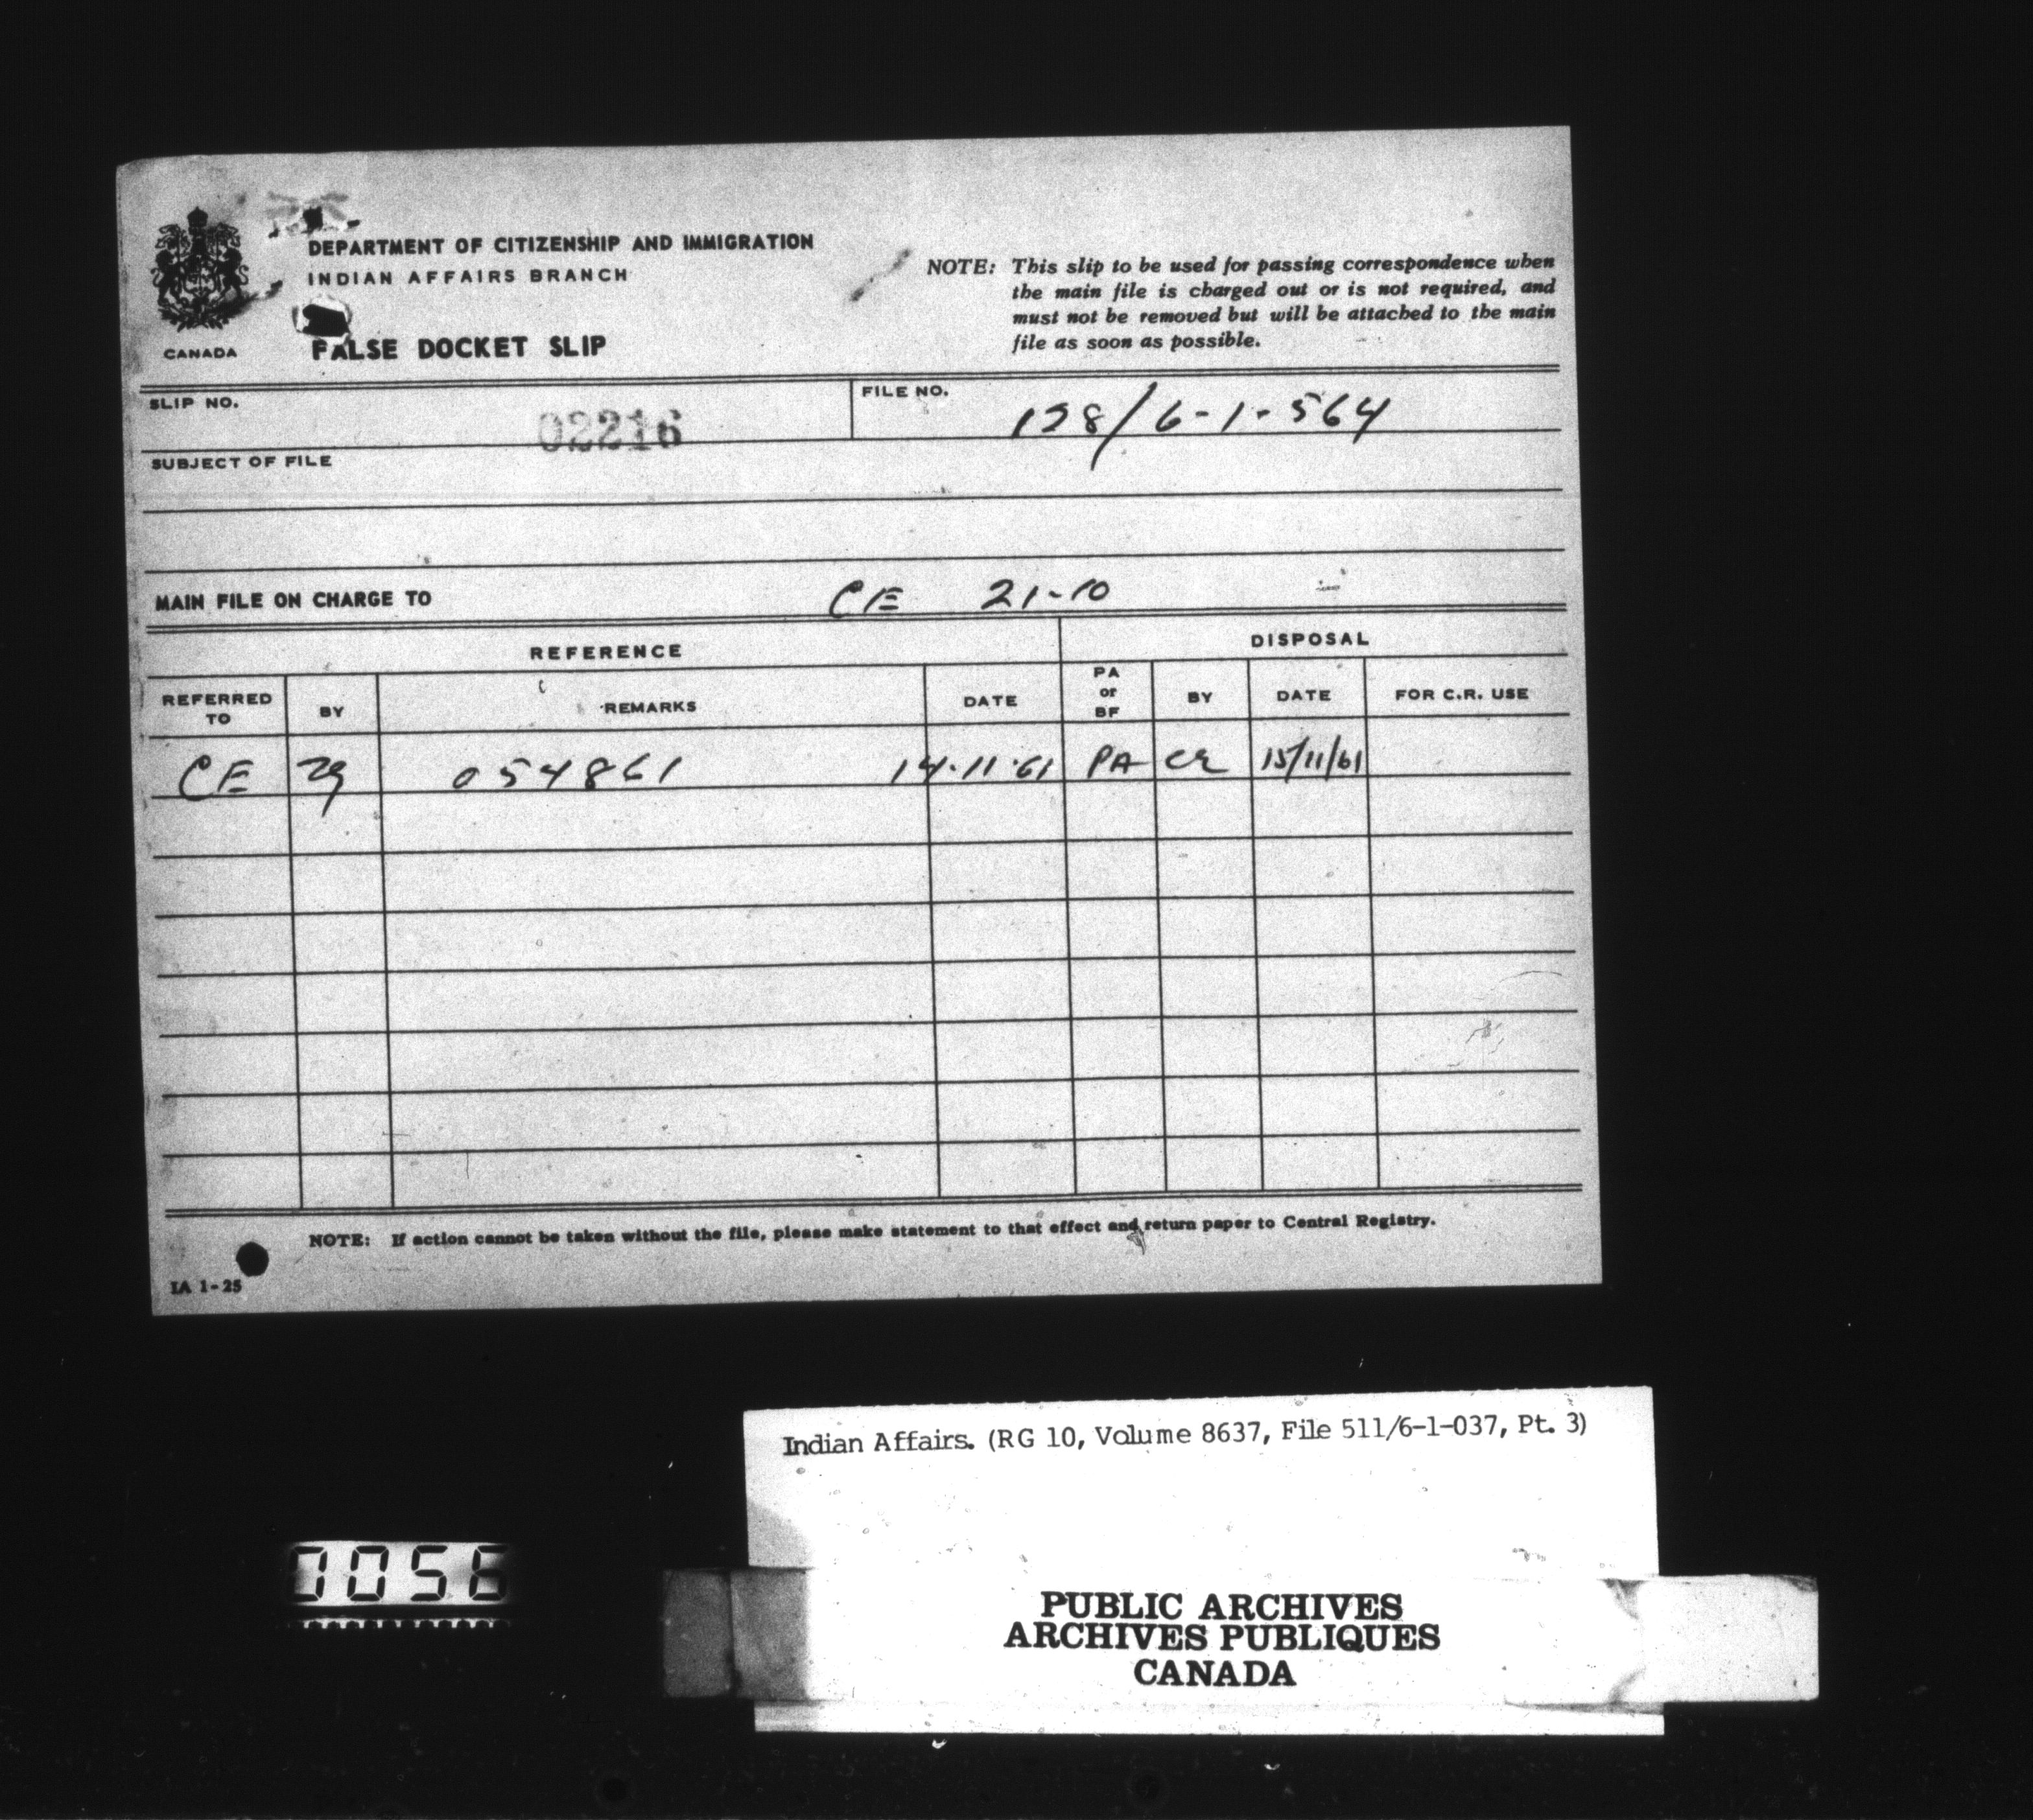 DEPARTMENT OF CITIZENSHIP AND IMMIGRATION
INDIAN AFFAIRS BRANCH
CANADA
FALSE DOCKET SLIP
NOTE: This slip to be used for passing correspondence when
the main file is charged out or is not required, and
must not be removed but will be attached to the main
file as soon as possible.
SLIP NO. 02216
FILE NO. 128/6-1-564
SUBJECT OF FILE
MAIN FILE ON CHARGE TO CE 21-10
REFERENCE DISPOSAL
REFERRED TO BY REMARKS DATE PA or BF BY DATE FOR C.R. USE
CE 054861 14·11·61 PA CR 15/11/61
NOTE: If action cannot be taken without the file, please make statement to that effect and return paper to Central Registry.
IA 1-25
Indian Affairs. (RG 10, Volume 8637, File 511/6-1-037, Pt. 3)
0056
PUBLIC ARCHIVES
ARCHIVES PUBLIQUES
CANADA